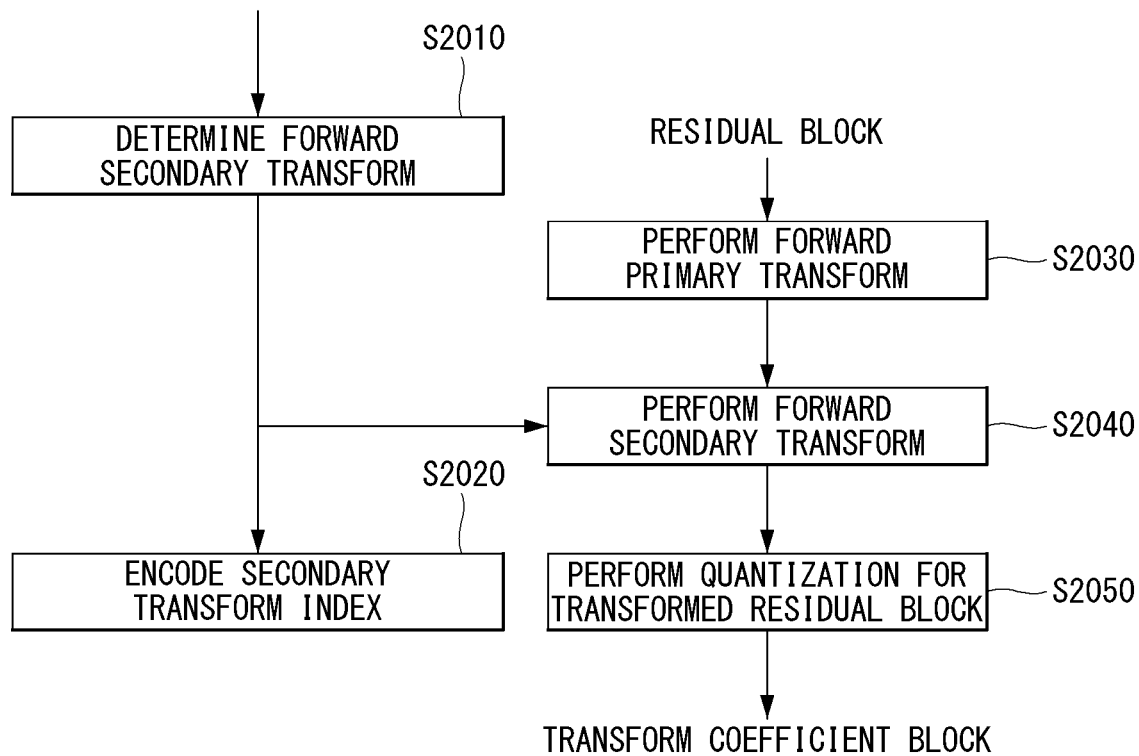 S2010
DETERMINE FORWARD
SECONDARY TRANSFORM
RESIDUAL BLOCK
PERFORM FORWARD
PRIMARY TRANSFORM
S2030
PERFORM FORWARD
SECONDARY TRANSFORM
S2040
S2020
ENCODE SECONDARY
TRANSFORM INDEX
PERFORM QUANTIZATION FOR
TRANSFORMED RESIDUAL BLOCK
S2050
TRANSFORM COEFFICIENT BLOCK